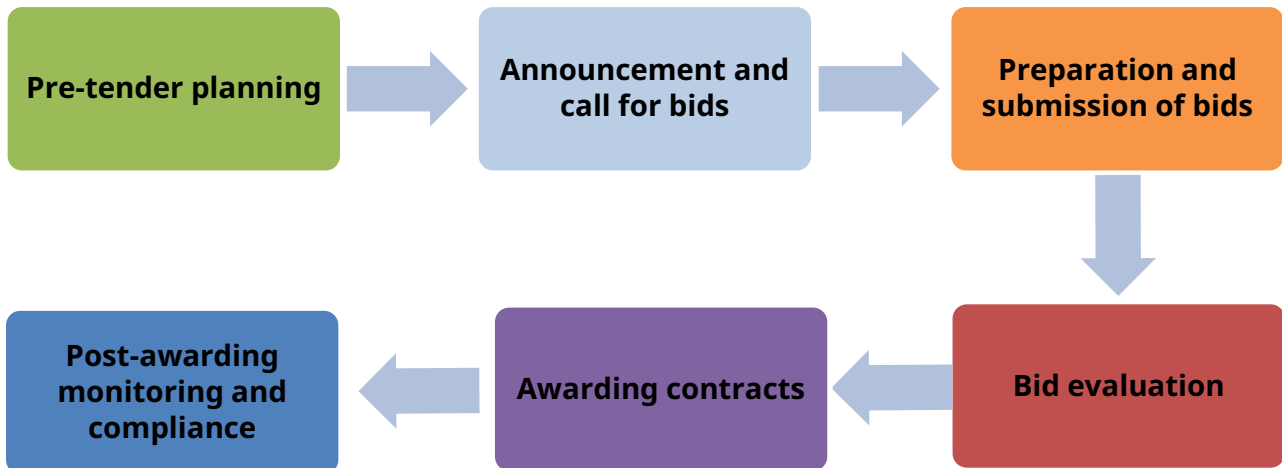 Pre-tender planning
Announcement and
call for bids
Preparation and
submission of bids
Bid evaluation
Awarding contracts
Post-awarding
monitoring and
compliance